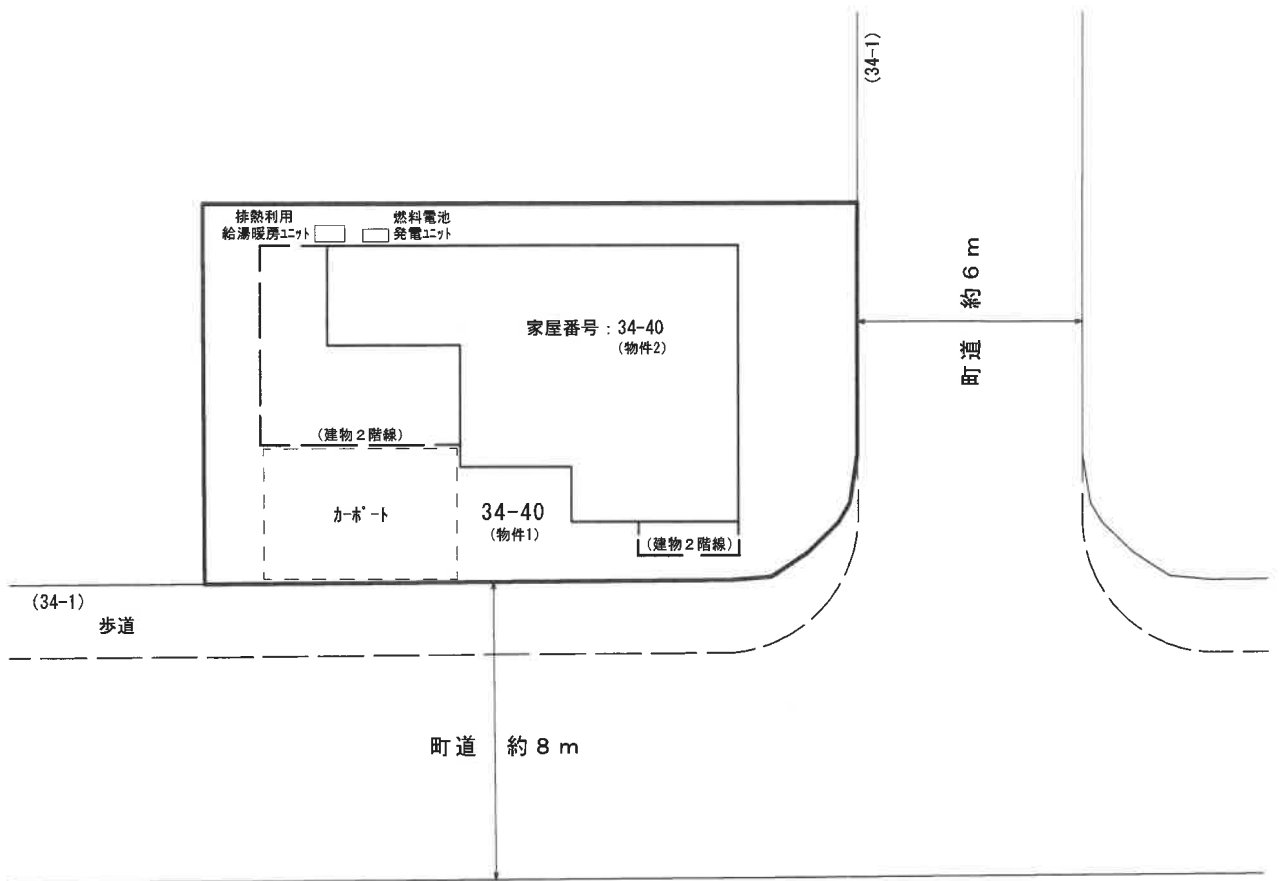 (34-1)
排熱利用
給湯暖房ユニット
燃料電池
発電ユニット
家屋番号：34-40
(物件2)
町道 約6m
(建物2階線)
カーポート
34-40
(物件1)
(建物2階線)
(34-1)
歩道
町道 約8m